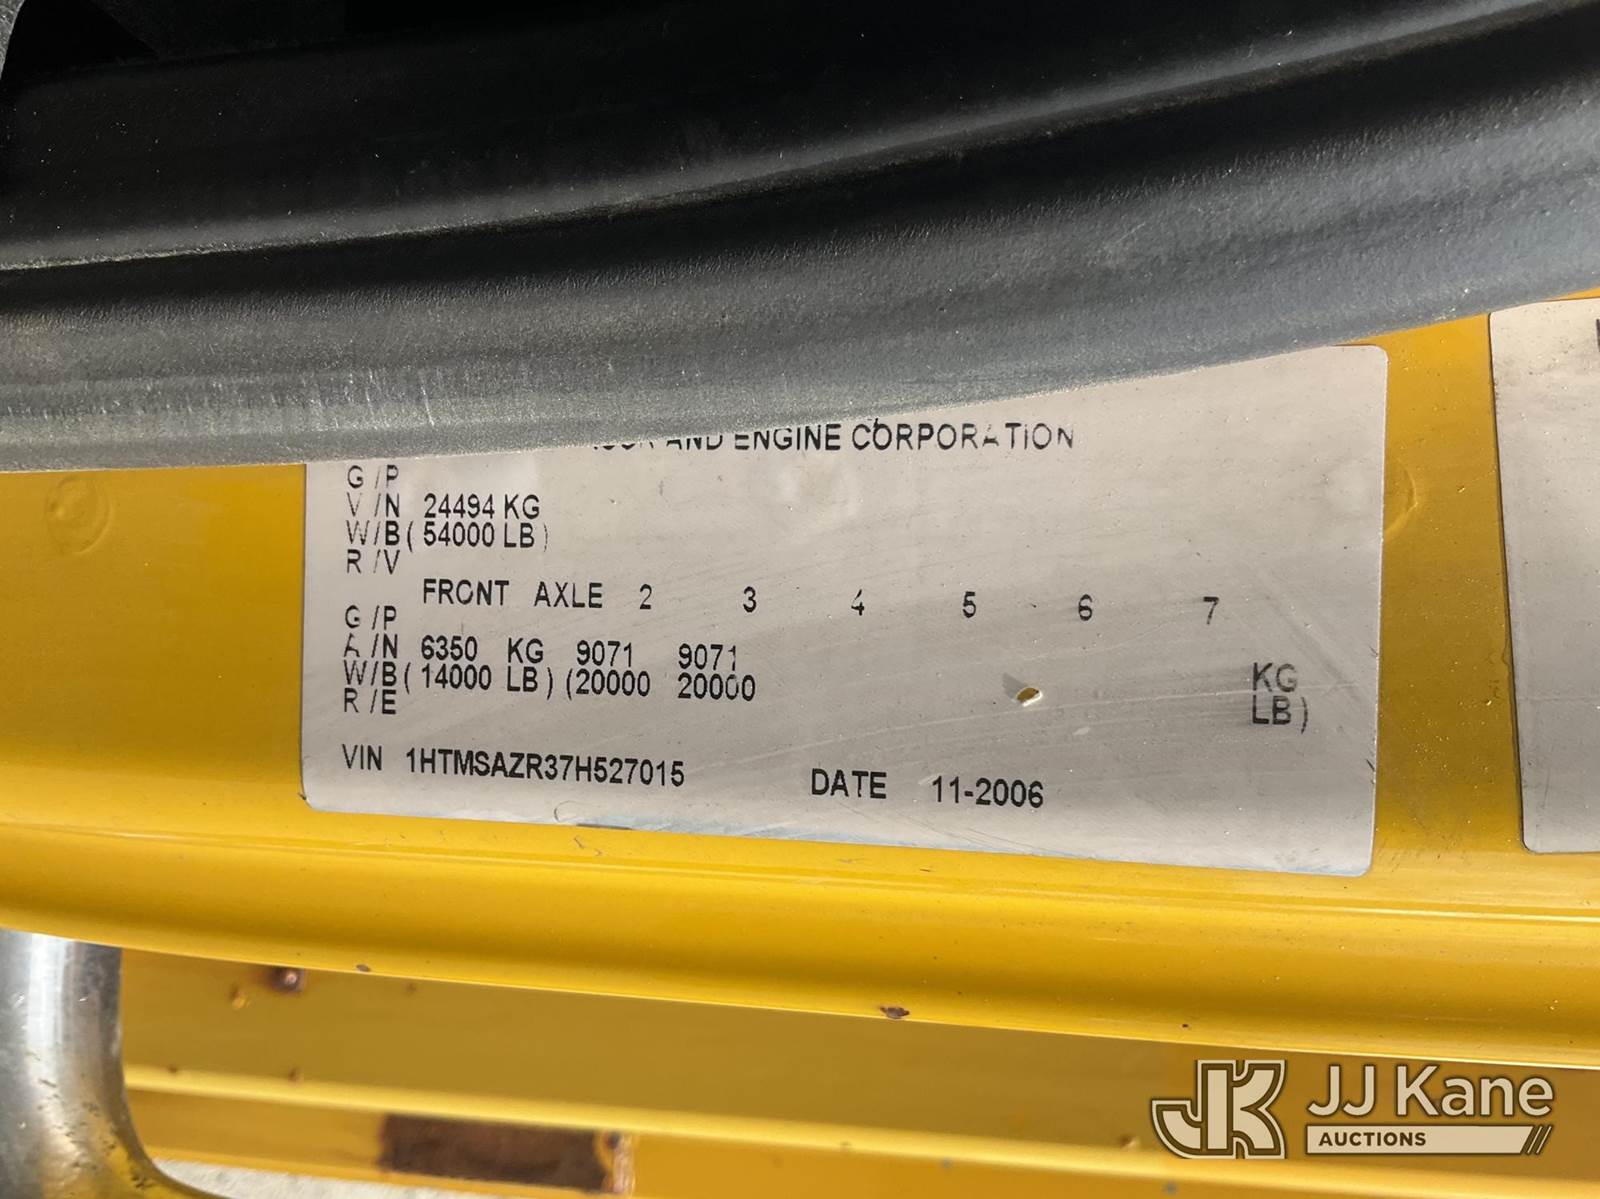 AND ENGINE CORPORATION
G /P
V /N 24494 KG
W/B ( 54000 LB )
R /V
FRONT AXLE 2 3 4 5 6 7
G /P
A /N 6350 KG 9071 9071 KG
W/B ( 14000 LB ) (20000 20000 LB )
R /E
VIN 1HTMSAZR37H527015 DATE 11-2006
JK JJ Kane
AUCTIONS